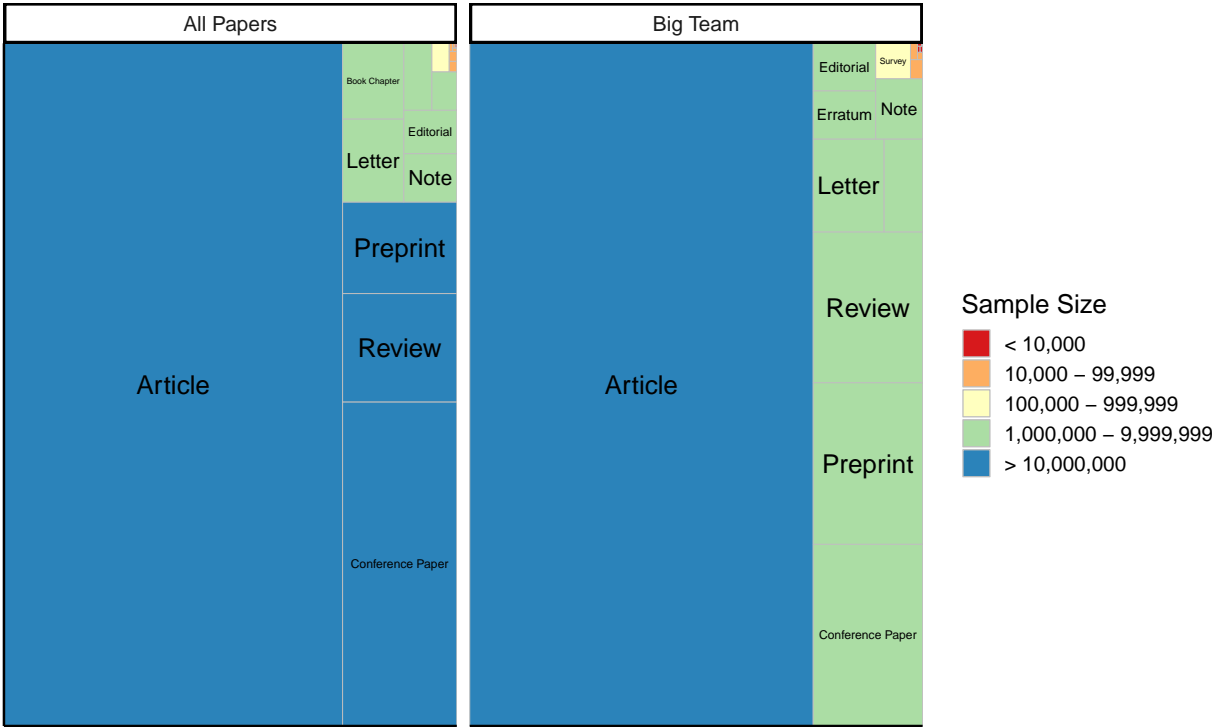 All Papers
Book Chapter
Letter
Editorial
Note
Preprint
Review
Article
Conference Paper
Big Team
Editorial
Survey
Erratum
Note
Letter
Review
Article
Preprint
Conference Paper
Sample Size
< 10,000
10,000 – 99,999
100,000 – 999,999
1,000,000 – 9,999,999
> 10,000,000